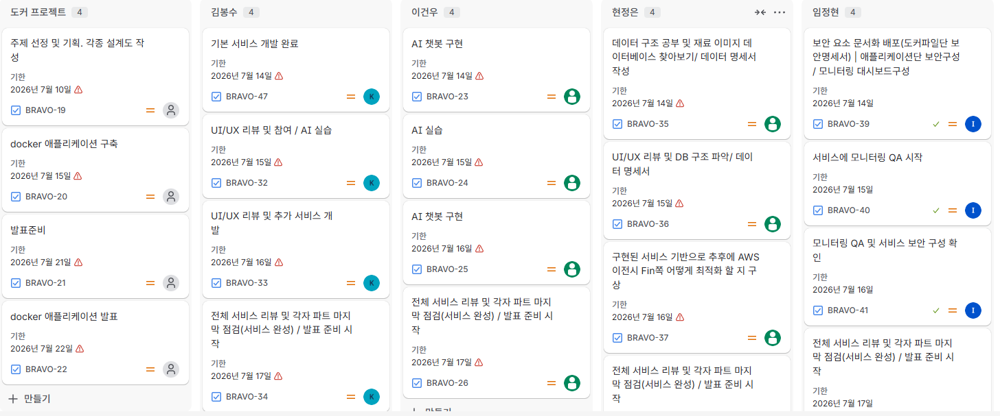 도커 프로젝트 4
주제 선정 및 기획. 각종 설계도 작
성
기한
2026년 7월 10일
BRAVO-19
docker 애플리케이션 구축
기한
2026년 7월 15일
BRAVO-20
발표준비
기한
2026년 7월 21일
BRAVO-21
docker 애플리케이션 발표
기한
2026년 7월 22일
BRAVO-22
만들기
김봉수 4
기본 서비스 개발 완료
기한
2026년 7월 14일
BRAVO-47 K
UI/UX 리뷰 및 참여 / AI 실습
기한
2026년 7월 15일
BRAVO-32 K
UI/UX 리뷰 및 추가 서비스 개
발
기한
2026년 7월 16일
BRAVO-33 K
전체 서비스 리뷰 및 각자 파트 마지
막 점검(서비스 완성) / 발표 준비 시
작
기한
2026년 7월 17일
BRAVO-34 K
이건우 4
AI 챗봇 구현
기한
2026년 7월 14일
BRAVO-23
AI 실습
기한
2026년 7월 15일
BRAVO-24
AI 챗봇 구현
기한
2026년 7월 16일
BRAVO-25
전체 서비스 리뷰 및 각자 파트 마지
막 점검(서비스 완성) / 발표 준비 시
작
기한
2026년 7월 17일
BRAVO-26
만들기
현정은 4
데이터 구조 공부 및 재료 이미지 데
이터베이스 찾아보기/ 데이터 명세서
작성
기한
2026년 7월 14일
BRAVO-35
UI/UX 리뷰 및 DB 구조 파악/ 데이
터 명세서
기한
2026년 7월 15일
BRAVO-36
구현된 서비스 기반으로 추후에 AWS
이전시 Fin쪽 어떻게 최적화 할 지 구
상
기한
2026년 7월 16일
BRAVO-37
전체 서비스 리뷰 및 각자 파트 마지
막 점검(서비스 완성) / 발표 준비 시
작
임정현 4
보안 요소 문서화 배포(도커파일단 보
안명세서) | 애플리케이션단 보안구성
/ 모니터링 대시보드구성
기한
2026년 7월 14일
BRAVO-39 I
서비스에 모니터링 QA 시작
기한
2026년 7월 15일
BRAVO-40 I
모니터링 QA 및 서비스 보안 구성 확
인
기한
2026년 7월 16일
BRAVO-41 I
전체 서비스 리뷰 및 각자 파트 마지
막 점검(서비스 완성) / 발표 준비 시
작
기한
2026년 7월 17일